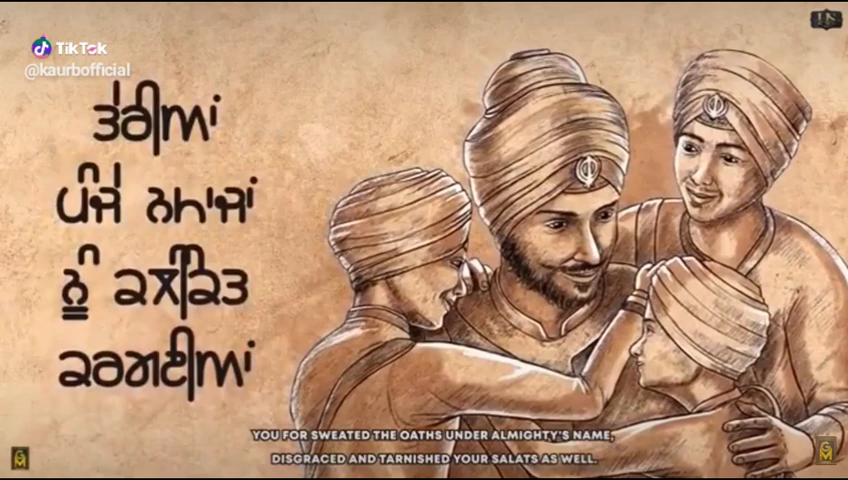 TikTok
@kaurbofficial
ਤੇਰੀਆਂ
ਪੰਜੇ ਨਮਾਜਾਂ
ਨੂੰ ਕਲੰਕਿਤ
ਕਰਗਈਆਂ
YOU FOR SWEATED THE OATHS UNDER ALMIGHTY'S NAME,
DISGRACED AND TARNISHED YOUR SALATS AS WELL.